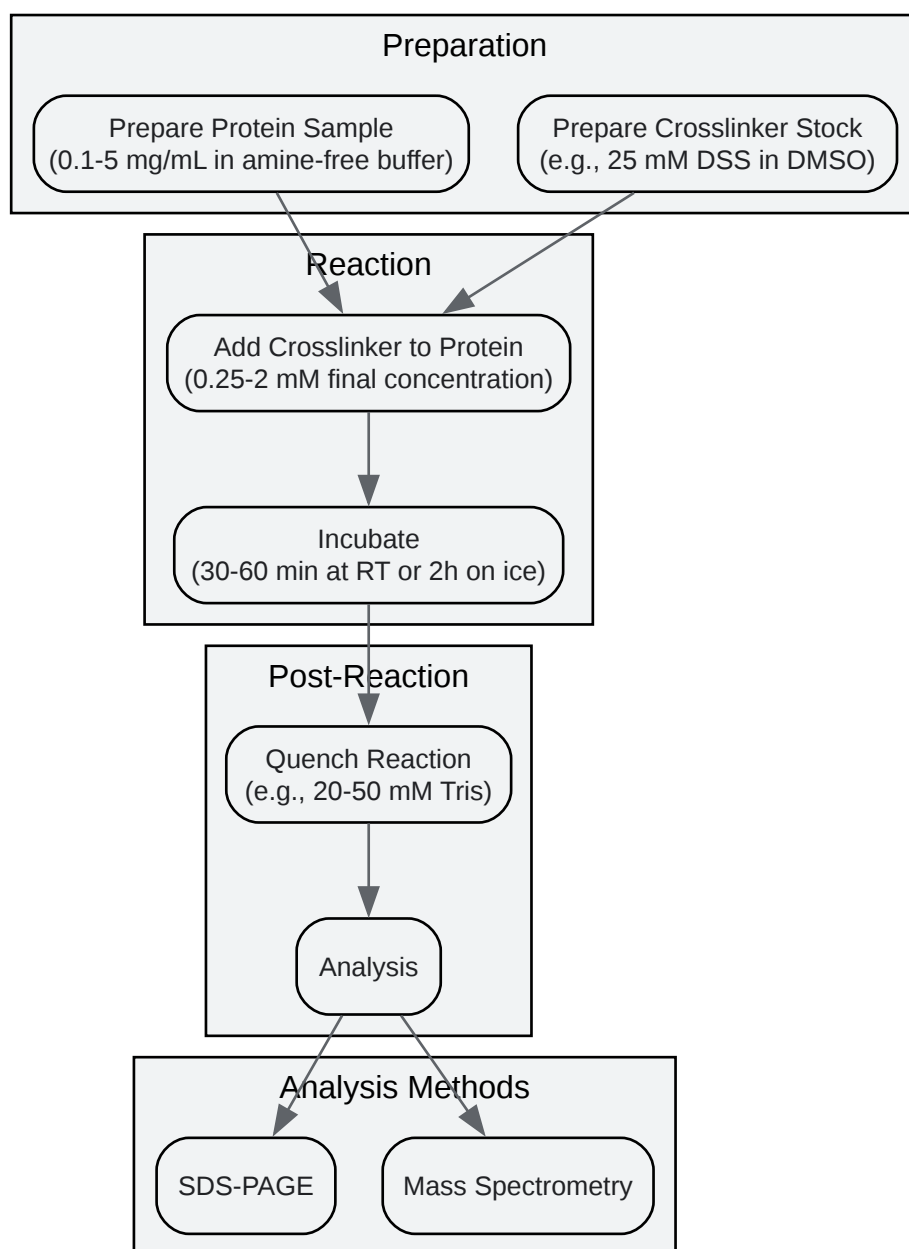 Preparation
Prepare Protein Sample
(0.1-5 mg/mL in amine-free buffer)
Prepare Crosslinker Stock
(e.g., 25 mM DSS in DMSO)
Reaction
Add Crosslinker to Protein
(0.25-2 mM final concentration)
Incubate
(30-60 min at RT or 2h on ice)
Post-Reaction
Quench Reaction
(e.g., 20-50 mM Tris)
Analysis
Analysis Methods
SDS-PAGE
Mass Spectrometry